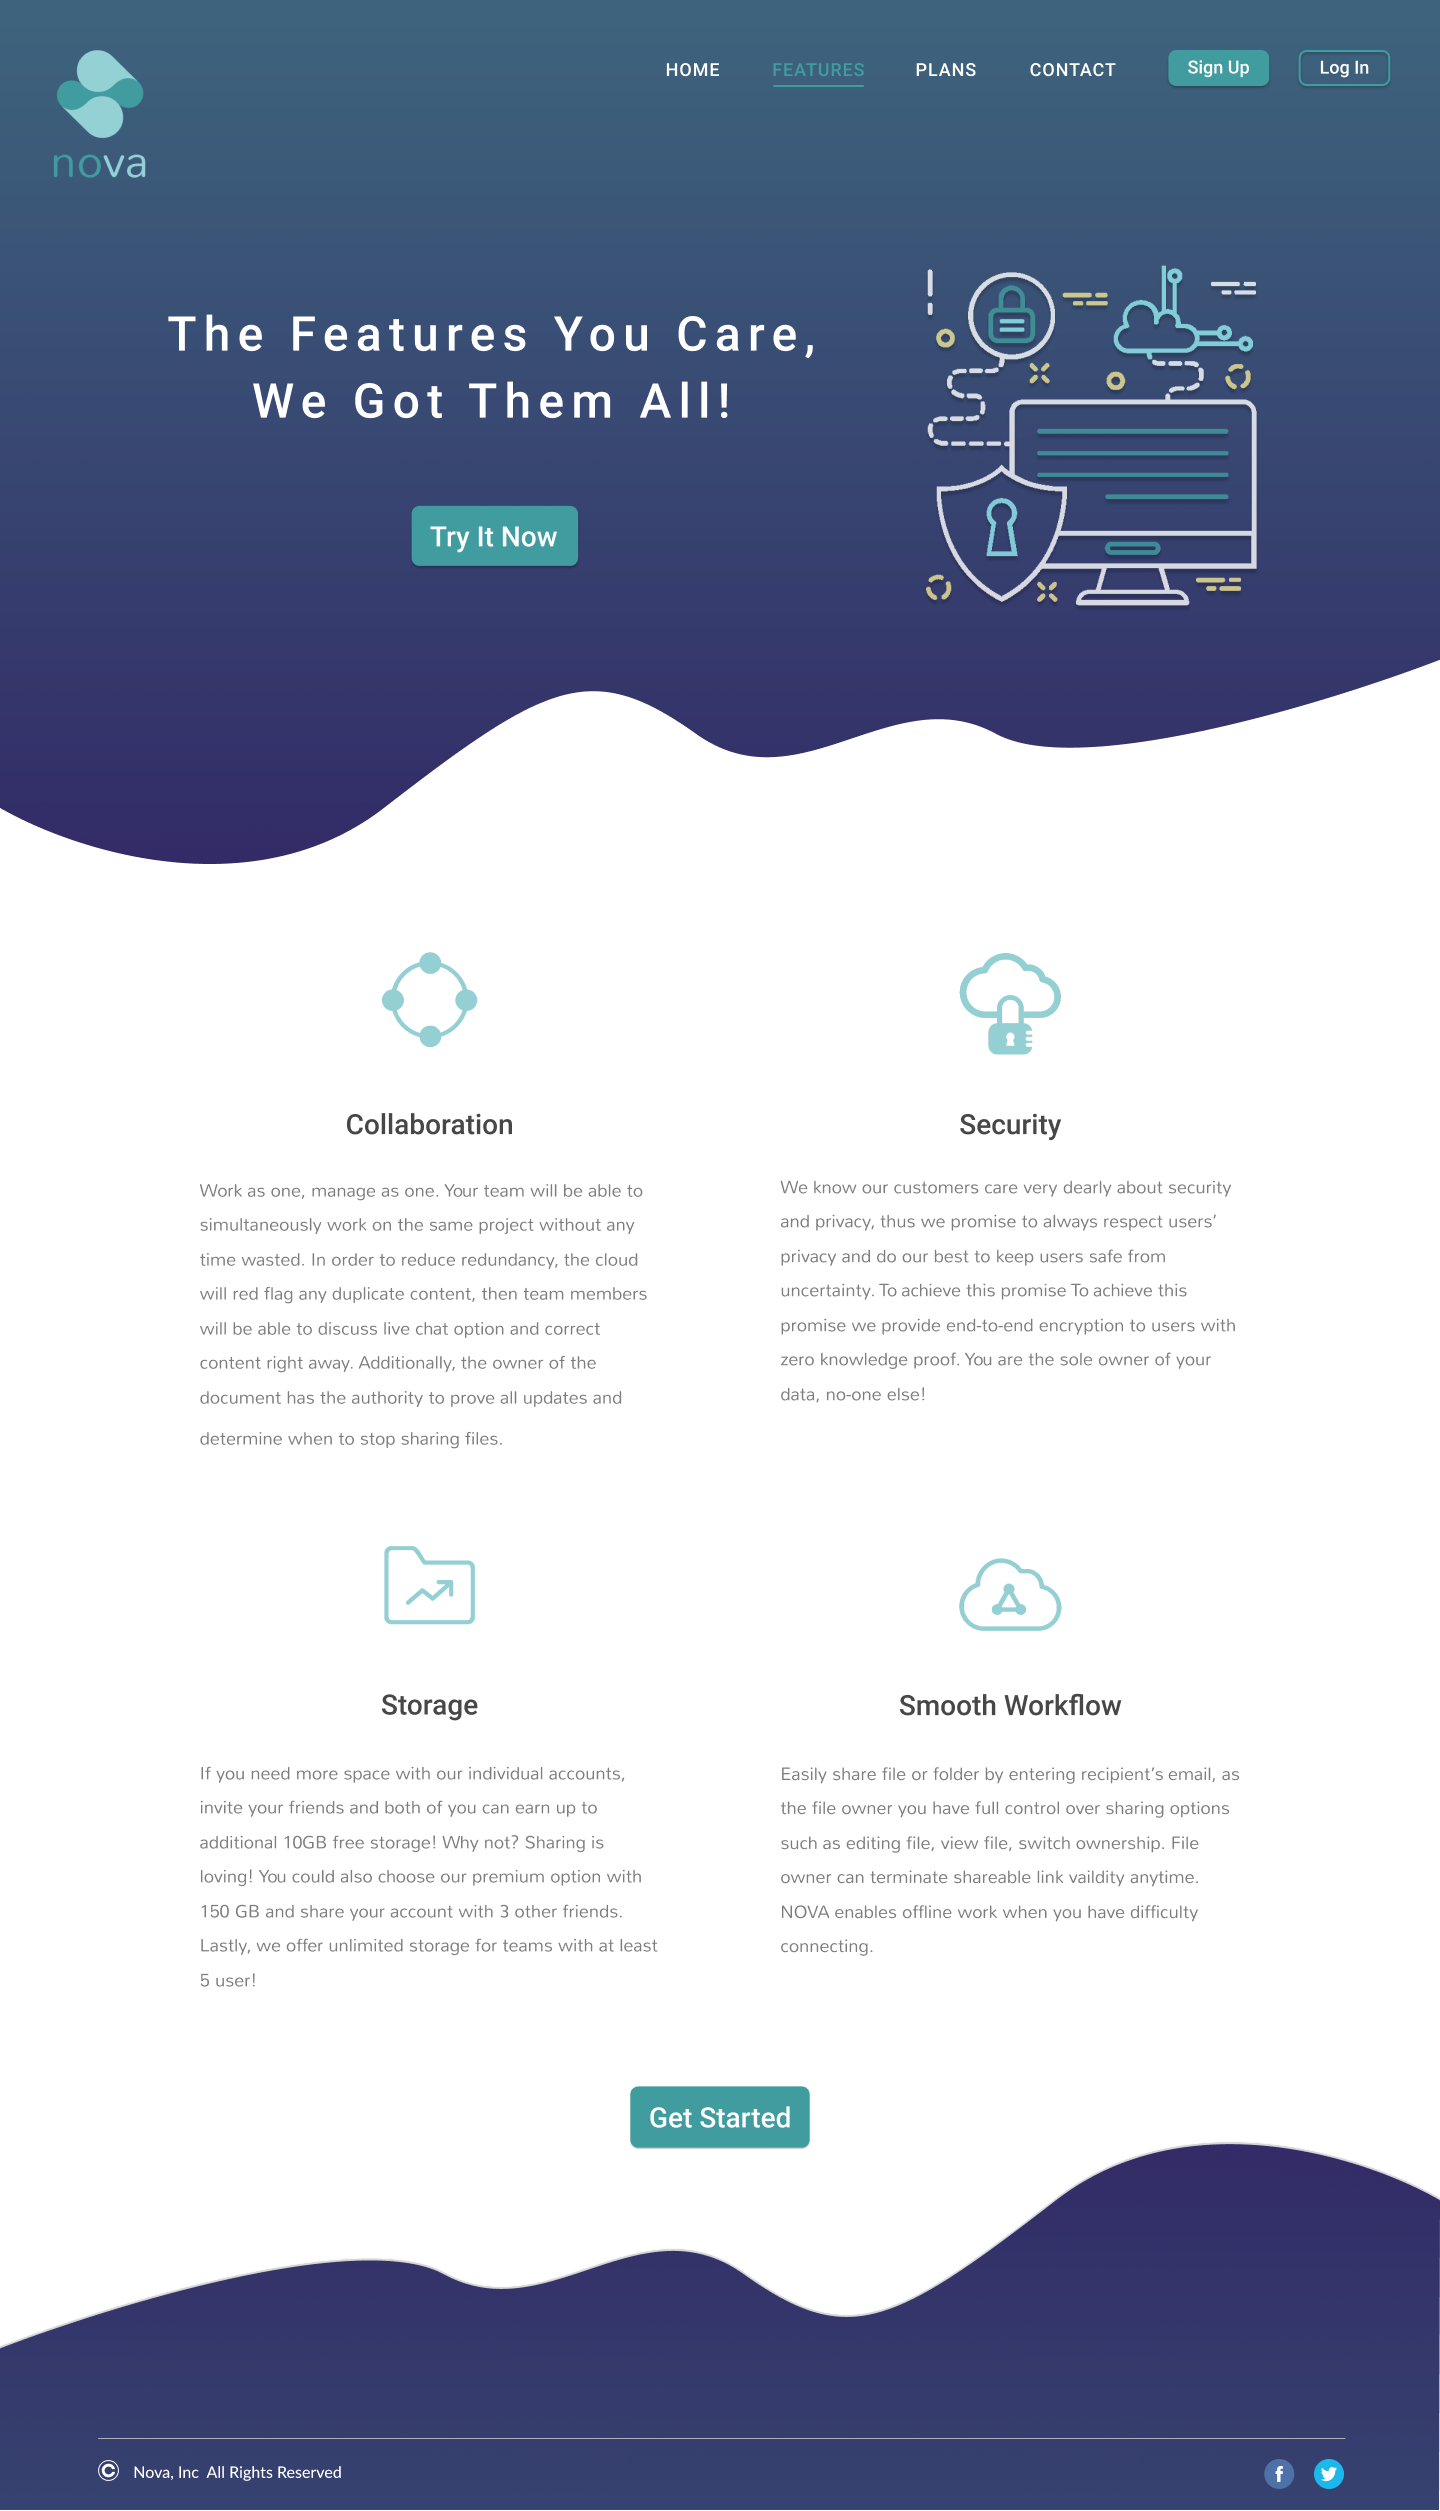 nova
HOME
FEATURES
PLANS
CONTACT
Sign Up
Log In
The Features You Care,
We Got Them All!
Try It Now
Collaboration
Work as one, manage as one. Your team will be able to
simultaneously work on the same project without any
time wasted. In order to reduce redundancy, the cloud
will red flag any duplicate content, then team members
will be able to discuss live chat option and correct
content right away. Additionally, the owner of the
document has the authority to prove all updates and
determine when to stop sharing files.
Security
We know our customers care very dearly about security
and privacy, thus we promise to always respect users’
privacy and do our best to keep users safe from
uncertainty. To achieve this promise To achieve this
promise we provide end-to-end encryption to users with
zero knowledge proof. You are the sole owner of your
data, no-one else!
Storage
If you need more space with our individual accounts,
invite your friends and both of you can earn up to
additional 10GB free storage! Why not? Sharing is
loving! You could also choose our premium option with
150 GB and share your account with 3 other friends.
Lastly, we offer unlimited storage for teams with at least
5 user!
Smooth Workflow
Easily share file or folder by entering recipient’s email, as
the file owner you have full control over sharing options
such as editing file, view file, switch ownership. File
owner can terminate shareable link vaildity anytime.
NOVA enables offline work when you have difficulty
connecting.
Get Started
© Nova, Inc All Rights Reserved